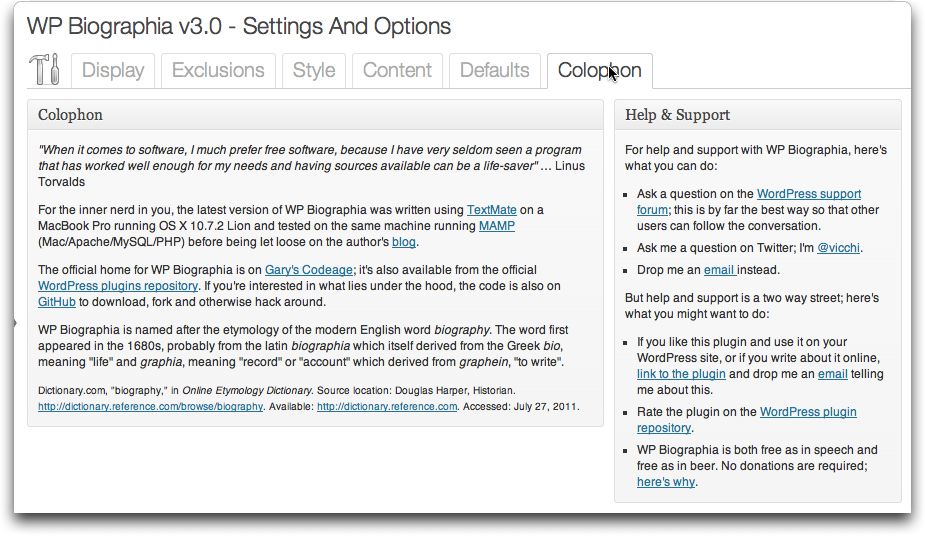 WP Biographia v3.0 - Settings And Options
Display Exclusions Style Content Defaults Colophon
Colophon
"When it comes to software, I much prefer free software, because I have very seldom seen a program
that has worked well enough for my needs and having sources available can be a life-saver" … Linus
Torvalds
For the inner nerd in you, the latest version of WP Biographia was written using TextMate on a
MacBook Pro running OS X 10.7.2 Lion and tested on the same machine running MAMP
(Mac/Apache/MySQL/PHP) before being let loose on the author's blog.
The official home for WP Biographia is on Gary's Codeage; it's also available from the official
WordPress plugins repository. If you're interested in what lies under the hood, the code is also on
GitHub to download, fork and otherwise hack around.
WP Biographia is named after the etymology of the modern English word biography. The word first
appeared in the 1680s, probably from the latin biographia which itself derived from the Greek bio,
meaning "life" and graphia, meaning "record" or "account" which derived from graphein, "to write".
Dictionary.com, "biography," in Online Etymology Dictionary. Source location: Douglas Harper, Historian.
http://dictionary.reference.com/browse/biography. Available: http://dictionary.reference.com. Accessed: July 27, 2011.
Help & Support
For help and support with WP Biographia, here's
what you can do:
Ask a question on the WordPress support
forum; this is by far the best way so that other
users can follow the conversation.
Ask me a question on Twitter; I'm @vicchi.
Drop me an email instead.
But help and support is a two way street; here's
what you might want to do:
If you like this plugin and use it on your
WordPress site, or if you write about it online,
link to the plugin and drop me an email telling
me about this.
Rate the plugin on the WordPress plugin
repository.
WP Biographia is both free as in speech and
free as in beer. No donations are required;
here's why.